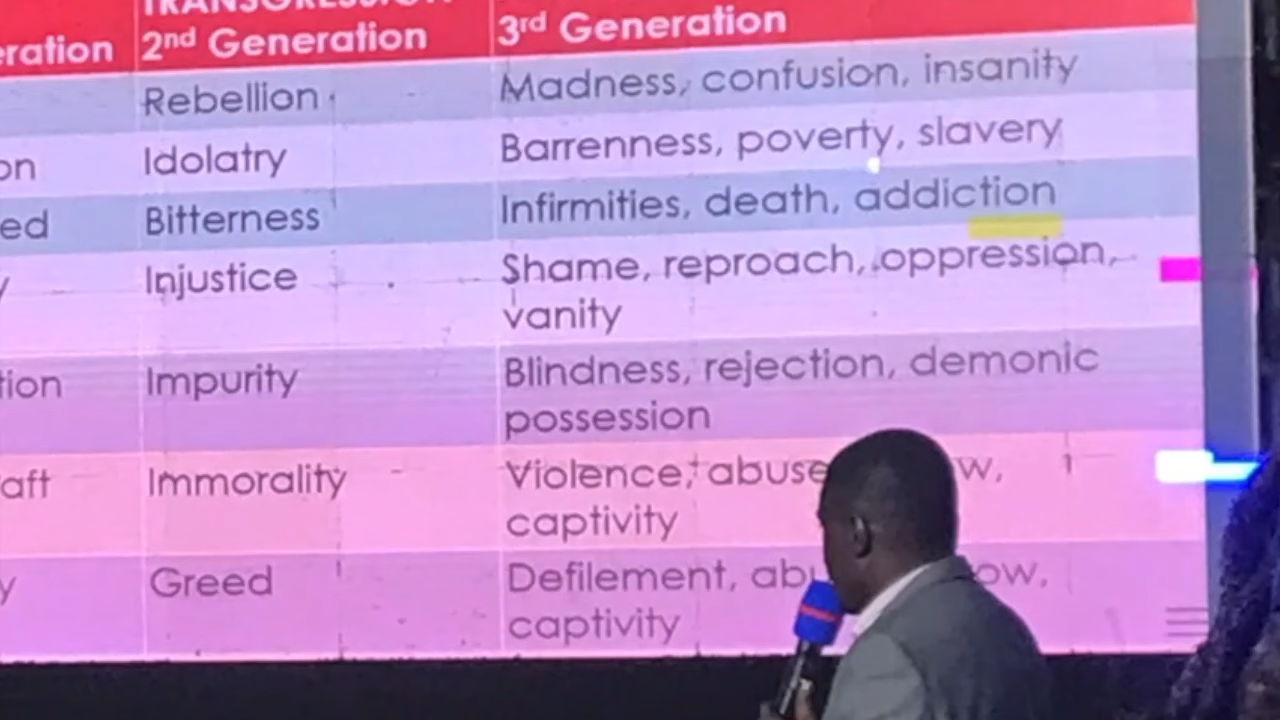 TRANSGRESSION
eration 2nd Generation 3rd Generation
Rebellion Madness, confusion, insanity
on Idolatry Barrenness, poverty, slavery
ed Bitterness Infirmities, death, addiction
y Injustice Shame, reproach, oppression,
vanity
tion Impurity Blindness, rejection, demonic
possession
aft Immorality Violence, abuse w,
captivity
y Greed Defilement, abu ow,
captivity